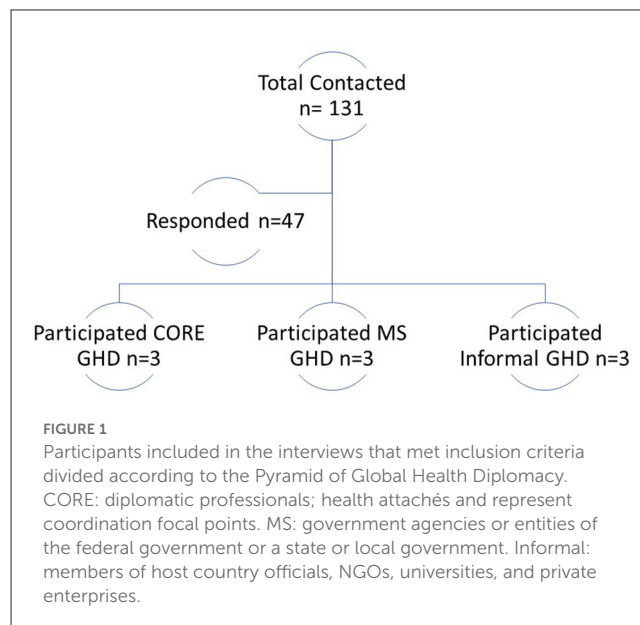 Total Contacted
n= 131
Responded n=47
Participated CORE
GHD n=3
Participated MS
GHD n=3
Participated
Informal GHD n=3
FIGURE 1
Participants included in the interviews that met inclusion criteria
divided according to the Pyramid of Global Health Diplomacy.
CORE: diplomatic professionals; health attachés and represent
coordination focal points. MS: government agencies or entities of
the federal government or a state or local government. Informal:
members of host country officials, NGOs, universities, and private
enterprises.